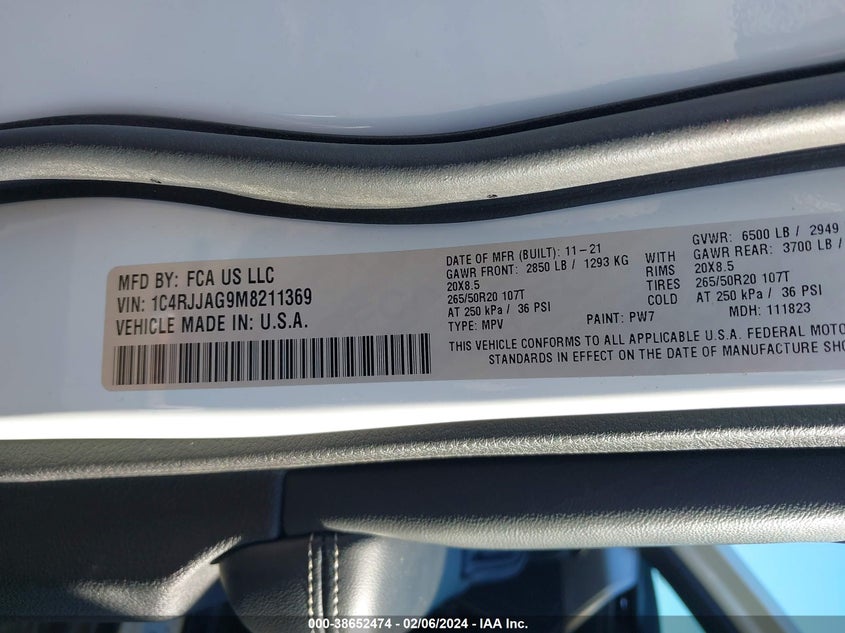 MFD BY: FCA US LLC
VIN: 1C4RJJAG9M8211369
VEHICLE MADE IN: U.S.A.
DATE OF MFR (BUILT): 11-21
GAWR FRONT: 2850 LB / 1293 KG
20X8.5
265/50R20 107T
AT 250 kPa / 36 PSI
TYPE: MPV
PAINT: PW7
WITH
RIMS
TIRES
COLD
GVWR: 6500 LB / 2949
GAWR REAR: 3700 LB /
20X8.5
265/50R20 107T
AT 250 kPa / 36 PSI
MDH: 111823
THIS VEHICLE CONFORMS TO ALL APPLICABLE U.S.A. FEDERAL MOTO
STANDARDS IN EFFECT ON THE DATE OF MANUFACTURE SHO
000-38652474 - 02/06/2024 - IAA Inc.